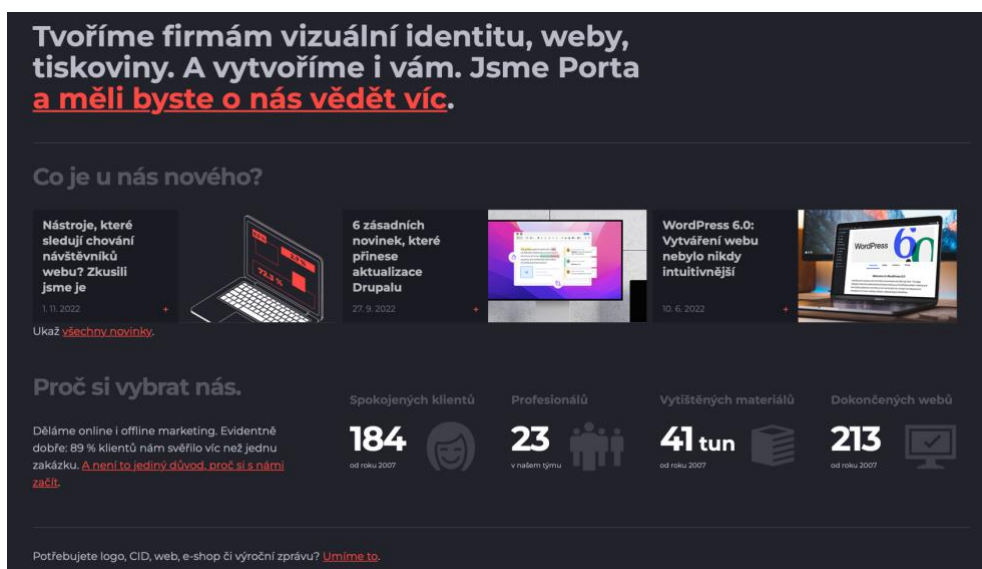 Tvoříme firmám vizuální identitu, weby,
tiskoviny. A vytvoříme i vám. Jsme Porta
a měli byste o nás vědět víc.
Co je u nás nového?
Nástroje, které
sledují chování
návštěvníků
webu? Zkusili
jsme je
1. 11. 2022 +
72.3 %
6 zásadních
novinek, které
přinese
aktualizace
Drupalu
27. 9. 2022 +
WordPress 6.0:
Vytváření webu
nebylo nikdy
intuitivnější
10. 6. 2022 +
WordPress 6.0
Ukaž všechny novinky.
Proč si vybrat nás.
Děláme online i offline marketing. Evidentně
dobře: 89 % klientů nám svěřilo víc než jednu
zakázku. A není to jediný důvod, proč si s námi
začít.
Spokojených klientů
184
od roku 2007
Profesionálů
23
v našem týmu
Vytištěných materiálů
41 tun
od roku 2007
Dokončených webů
213
od roku 2007
Potřebujete logo, CID, web, e-shop či výroční zprávu? Umíme to.